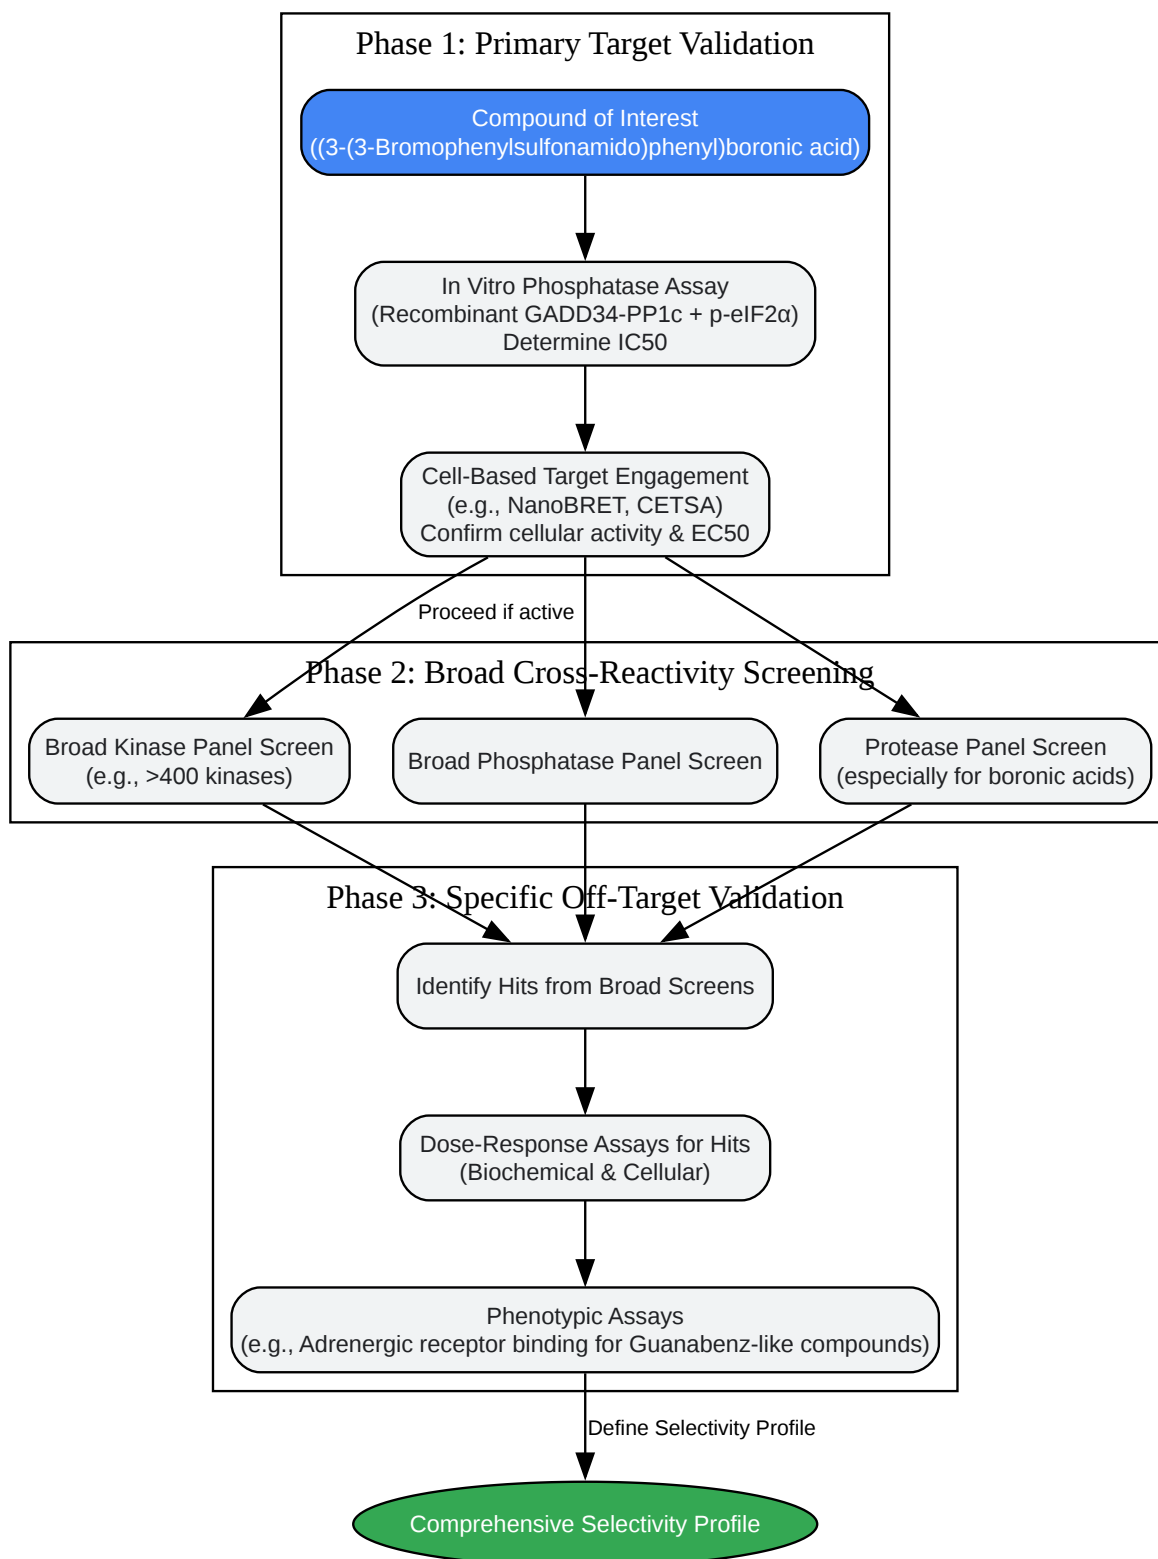 Phase 1: Primary Target Validation
Compound of Interest
((3-(3-Bromophenylsulfonamido)phenyl)boronic acid)
In Vitro Phosphatase Assay
(Recombinant GADD34-PP1c + p-eIF2α)
Determine IC50
Cell-Based Target Engagement
(e.g., NanoBRET, CETSA)
Confirm cellular activity & EC50
Proceed if active
Phase 2: Broad Cross-Reactivity Screening
Broad Kinase Panel Screen
(e.g., >400 kinases)
Broad Phosphatase Panel Screen
Protease Panel Screen
(especially for boronic acids)
Phase 3: Specific Off-Target Validation
Identify Hits from Broad Screens
Dose-Response Assays for Hits
(Biochemical & Cellular)
Phenotypic Assays
(e.g., Adrenergic receptor binding for Guanabenz-like compounds)
Define Selectivity Profile
Comprehensive Selectivity Profile